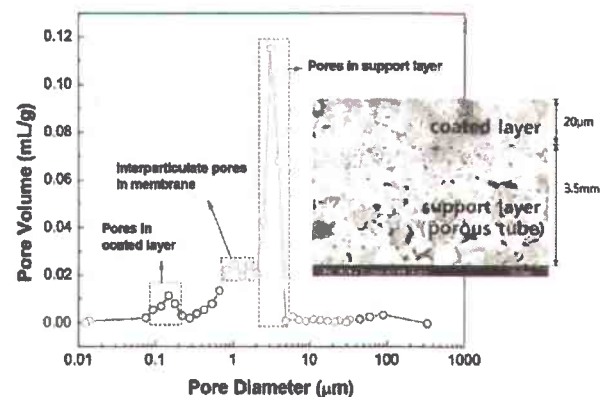 0.12
0.10
0.08
0.06
0.04
0.02
0.00
Pore Volume (mL/g)
Pores in support layer
Interparticulate pores
in membrane
Pores in
coated layer
coated layer
support layer
(porous tube)
20μm
3.5mm
0.01
0.1
1
10
100
1000
Pore Diameter (μm)